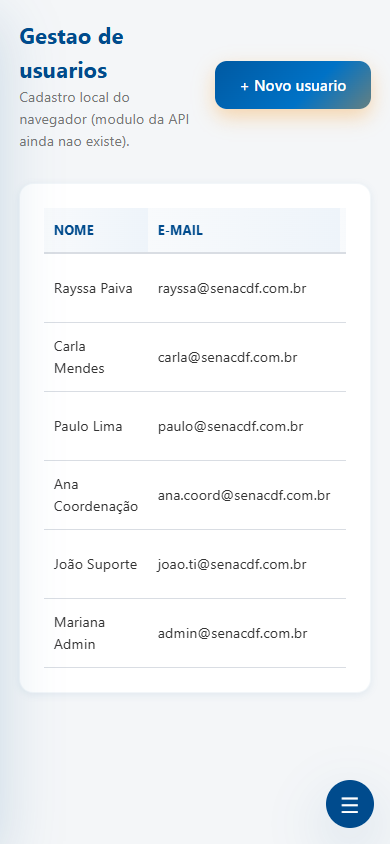 Gestao de
usuarios
Cadastro local do
navegador (modulo da API
ainda nao existe).
+ Novo usuario
NOME E-MAIL
Rayssa Paiva rayssa@senacdf.com.br
Carla
Mendes carla@senacdf.com.br
Paulo Lima paulo@senacdf.com.br
Ana
Coordenação ana.coord@senacdf.com.br
João Suporte joao.ti@senacdf.com.br
Mariana
Admin admin@senacdf.com.br